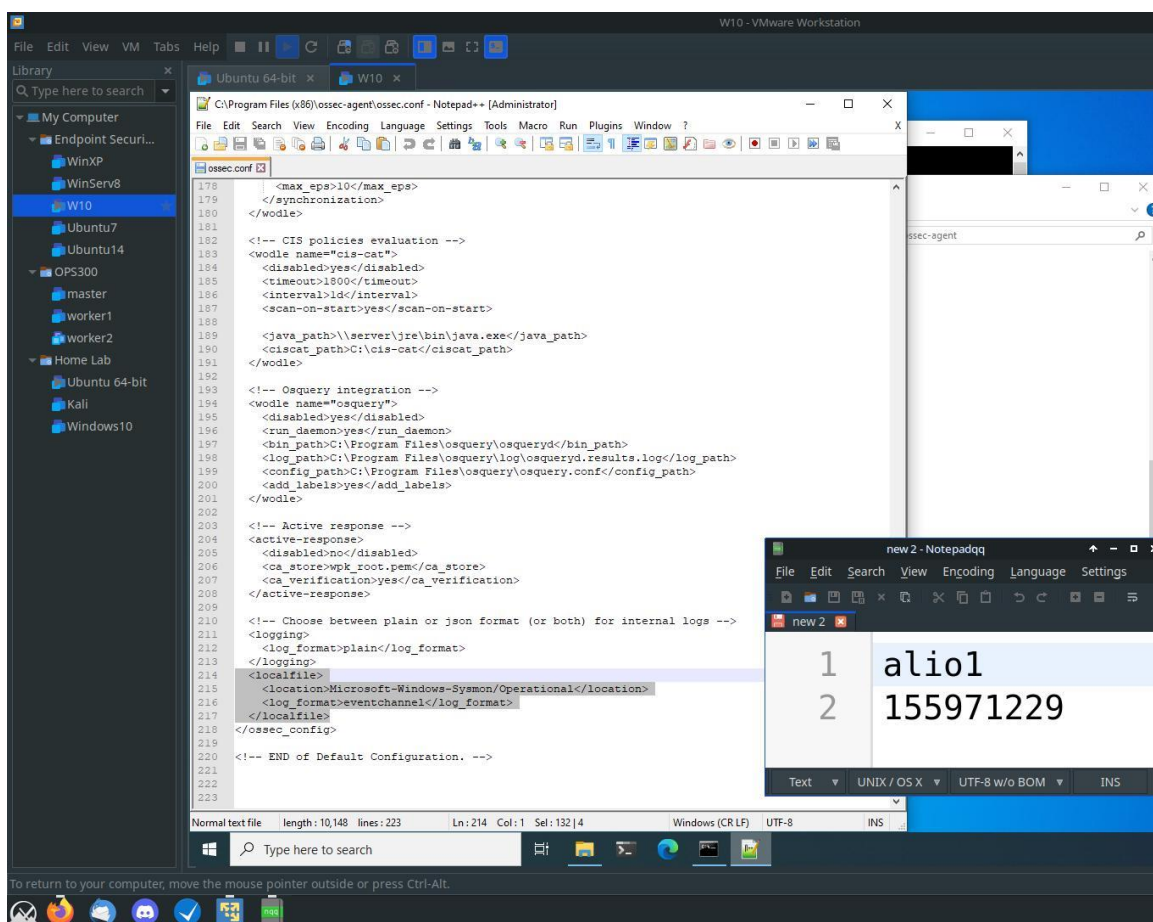 W10 - VMware Workstation
File Edit View VM Tabs Help
Library ×
Type here to search
My Computer
Endpoint Securi...
WinXP
WinServ8
W10
Ubuntu7
Ubuntu14
OPS300
master
worker1
worker2
Home Lab
Ubuntu 64-bit
Kali
Windows10
Ubuntu 64-bit ×
W10 ×
C:\Program Files (x86)\ossec-agent\ossec.conf - Notepad++ [Administrator]
File Edit Search View Encoding Language Settings Tools Macro Run Plugins Window ? X
ossec.conf
178 <max_eps>10</max_eps>
179 </synchronization>
180 </wodle>
181
182 <!-- CIS policies evaluation -->
183 <wodle name="cis-cat">
184 <disabled>yes</disabled>
185 <timeout>1800</timeout>
186 <interval>1d</interval>
187 <scan-on-start>yes</scan-on-start>
188
189 <java_path>\\server\jre\bin\java.exe</java_path>
190 <ciscat_path>C:\cis-cat</ciscat_path>
191 </wodle>
192
193 <!-- Osquery integration -->
194 <wodle name="osquery">
195 <disabled>yes</disabled>
196 <run_daemon>yes</run_daemon>
197 <bin_path>C:\Program Files\osquery\osqueryd</bin_path>
198 <log_path>C:\Program Files\osquery\log\osqueryd.results.log</log_path>
199 <config_path>C:\Program Files\osquery\osquery.conf</config_path>
200 <add_labels>yes</add_labels>
201 </wodle>
202
203 <!-- Active response -->
204 <active-response>
205 <disabled>no</disabled>
206 <ca_store>wpk_root.pem</ca_store>
207 <ca_verification>yes</ca_verification>
208 </active-response>
209
210 <!-- Choose between plain or json format (or both) for internal logs -->
211 <logging>
212 <log_format>plain</log_format>
213 </logging>
214 <localfile>
215 <location>Microsoft-Windows-Sysmon/Operational</location>
216 <log_format>eventchannel</log_format>
217 </localfile>
218 </ossec_config>
219
220 <!-- END of Default Configuration. -->
221
222
223
Normal text file length : 10,148 lines : 223 Ln : 214 Col : 1 Sel : 132 | 4 Windows (CR LF) UTF-8 INS
ssec-agent
new 2 - Notepadqq
File Edit Search View Encoding Language Settings
new 2
1 alio1
2 155971229
Text UNIX / OS X UTF-8 w/o BOM INS
Type here to search
To return to your computer, move the mouse pointer outside or press Ctrl-Alt.
nqq